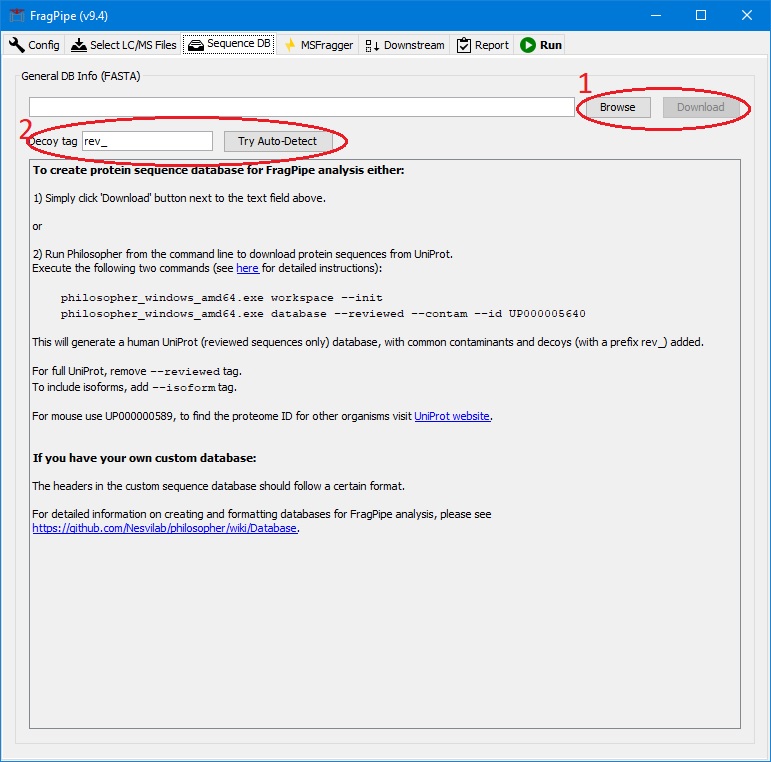 FragPipe (v9.4)
Config Select LC/MS Files Sequence DB MSFragger Downstream Report Run
General DB Info (FASTA)
1
Browse Download
2
Decoy tag rev_ Try Auto-Detect
To create protein sequence database for FragPipe analysis either:
1) Simply click 'Download' button next to the text field above.
or
2) Run Philosopher from the command line to download protein sequences from UniProt.
Execute the following two commands (see here for detailed instructions):
philosopher_windows_amd64.exe workspace --init
philosopher_windows_amd64.exe database --reviewed --contam --id UP000005640
This will generate a human UniProt (reviewed sequences only) database, with common contaminants and decoys (with a prefix rev_) added.
For full UniProt, remove --reviewed tag.
To include isoforms, add --isoform tag.
For mouse use UP000000589, to find the proteome ID for other organisms visit UniProt website.
If you have your own custom database:
The headers in the custom sequence database should follow a certain format.
For detailed information on creating and formatting databases for FragPipe analysis, please see
https://github.com/Nesvilab/philosopher/wiki/Database.